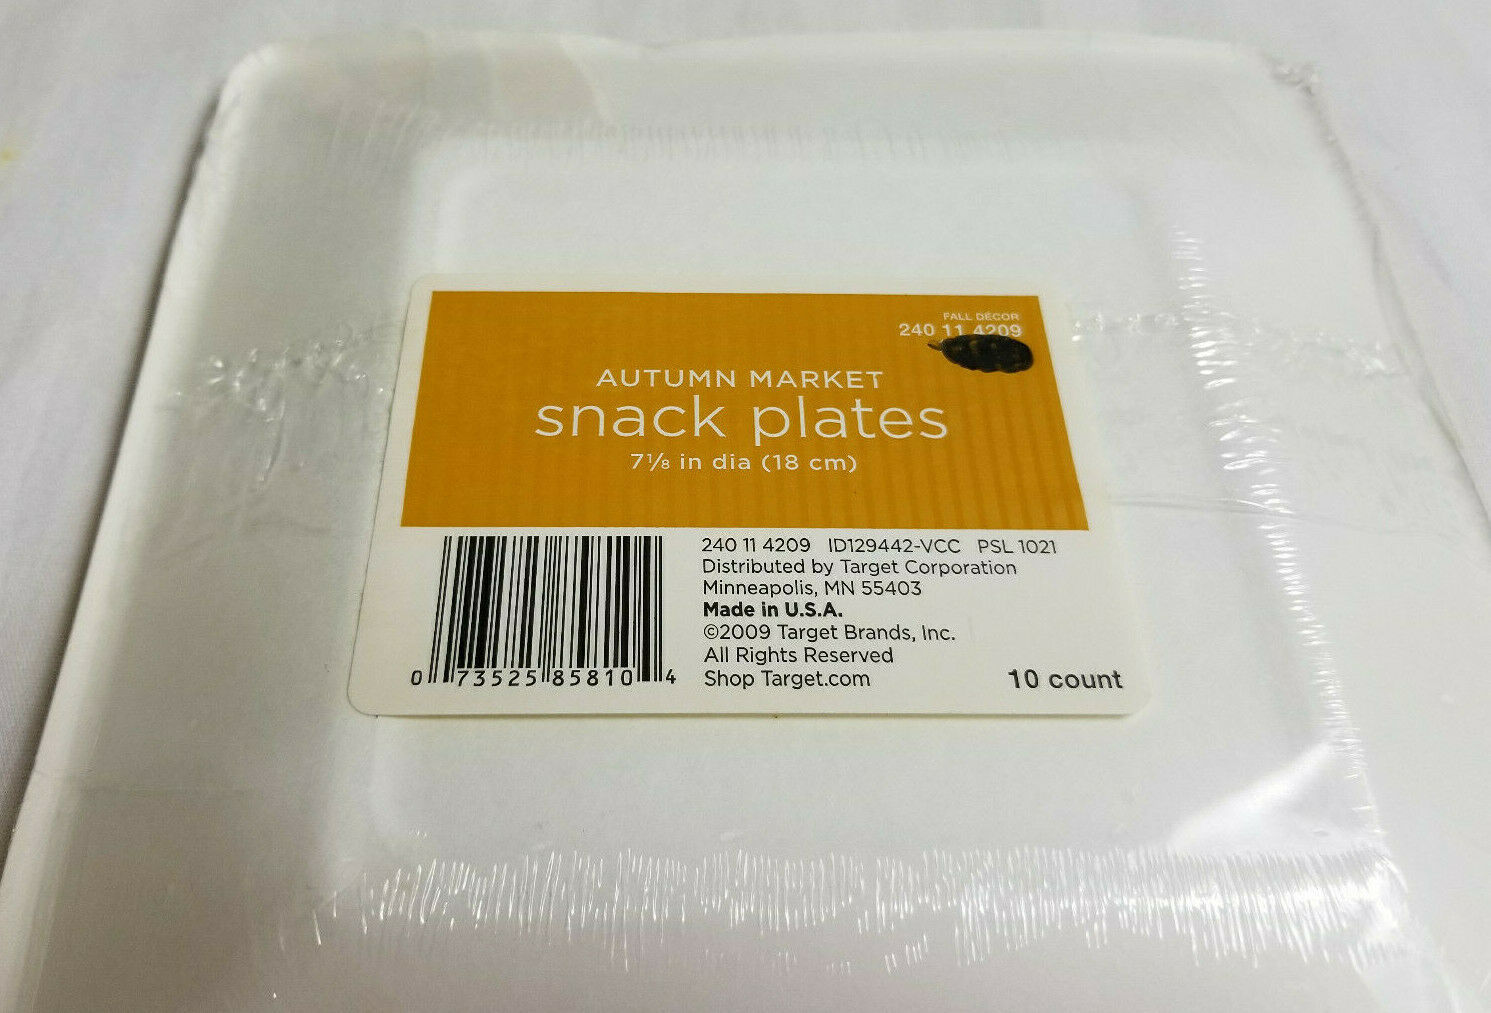 FALL DÉCOR
240 11 4209
AUTUMN MARKET
snack plates
7 1/8 in dia (18 cm)
240 11 4209 ID129442-VCC PSL 1021
Distributed by Target Corporation
Minneapolis, MN 55403
Made in U.S.A.
©2009 Target Brands, Inc.
All Rights Reserved
Shop Target.com
10 count
0 73525 85810 4